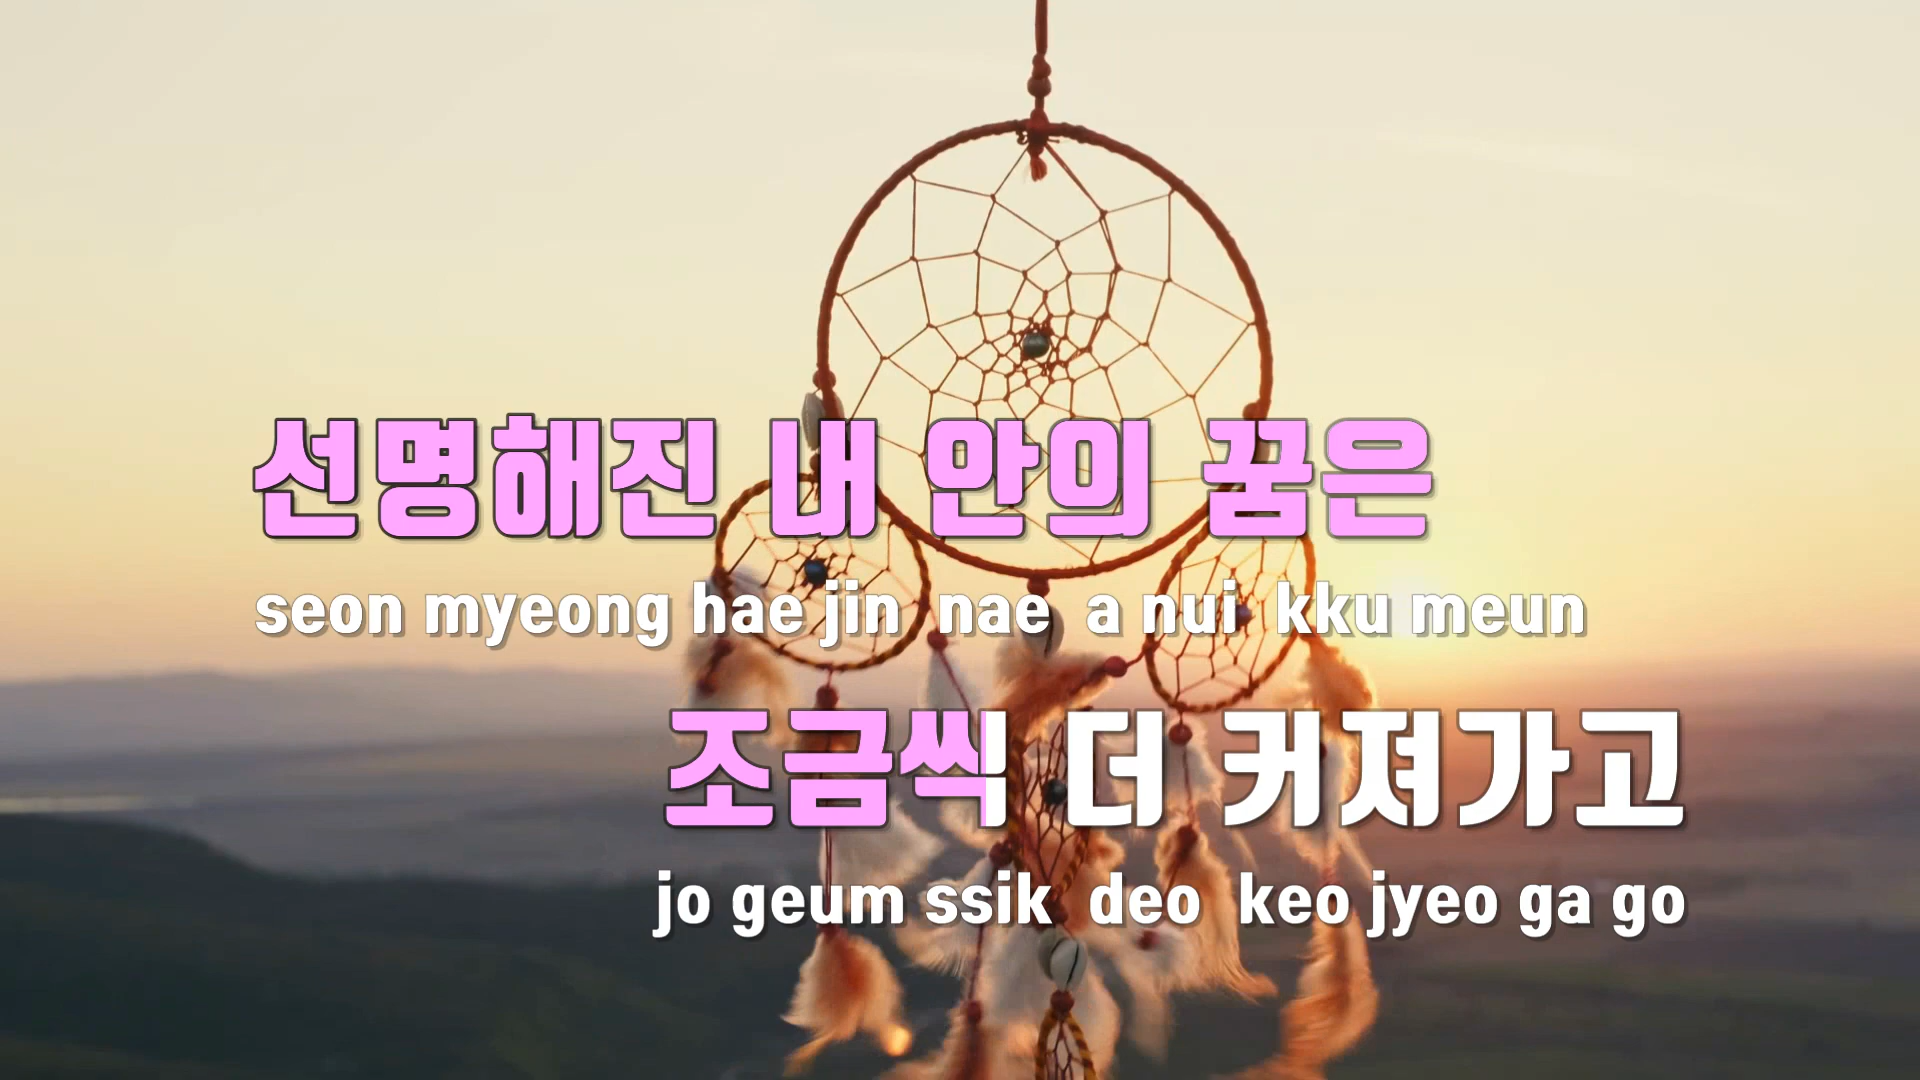 선명해진 내 안의 꿈은
seon myeong hae jin nae a nui kku meun
조금씩 더 커져가고
jo geum ssik deo keo jyeo ga go